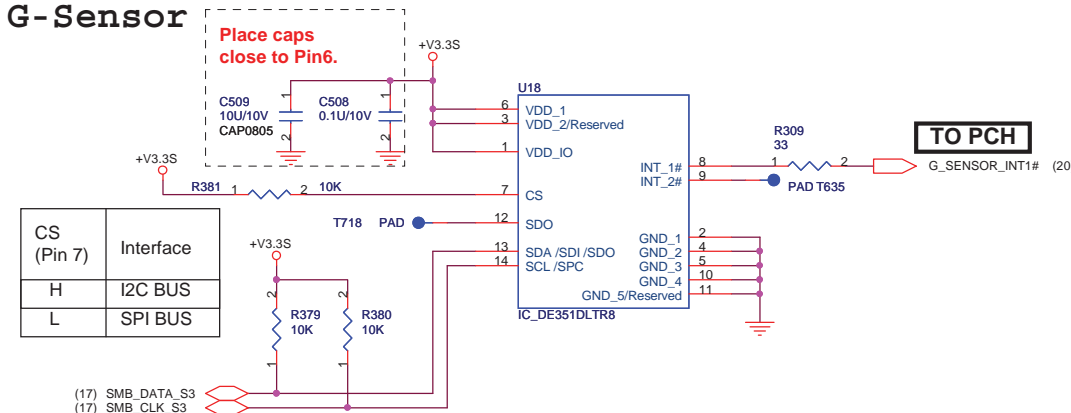 G-Sensor
Place caps
close to Pin6.
+V3.3S
C509
10U/10V
CAP0805
1
2
C508
0.1U/10V
1
2
U18
6 VDD_1
3 VDD_2/Reserved
1 VDD_IO
7 CS
12 SDO
13 SDA /SDI /SDO
14 SCL /SPC
INT_1# 8
INT_2# 9
GND_1 2
GND_2 4
GND_3 5
GND_4 10
GND_5/Reserved 11
IC_DE351DLTR8
R309
33
1 2
TO PCH
G_SENSOR_INT1# (20
PAD T635
+V3.3S
R381 1 2 10K
T718 PAD
CS
(Pin 7) Interface
H I2C BUS
L SPI BUS
+V3.3S
2 2
R379
10K
R380
10K
1 1
(17) SMB_DATA_S3
(17) SMB_CLK_S3